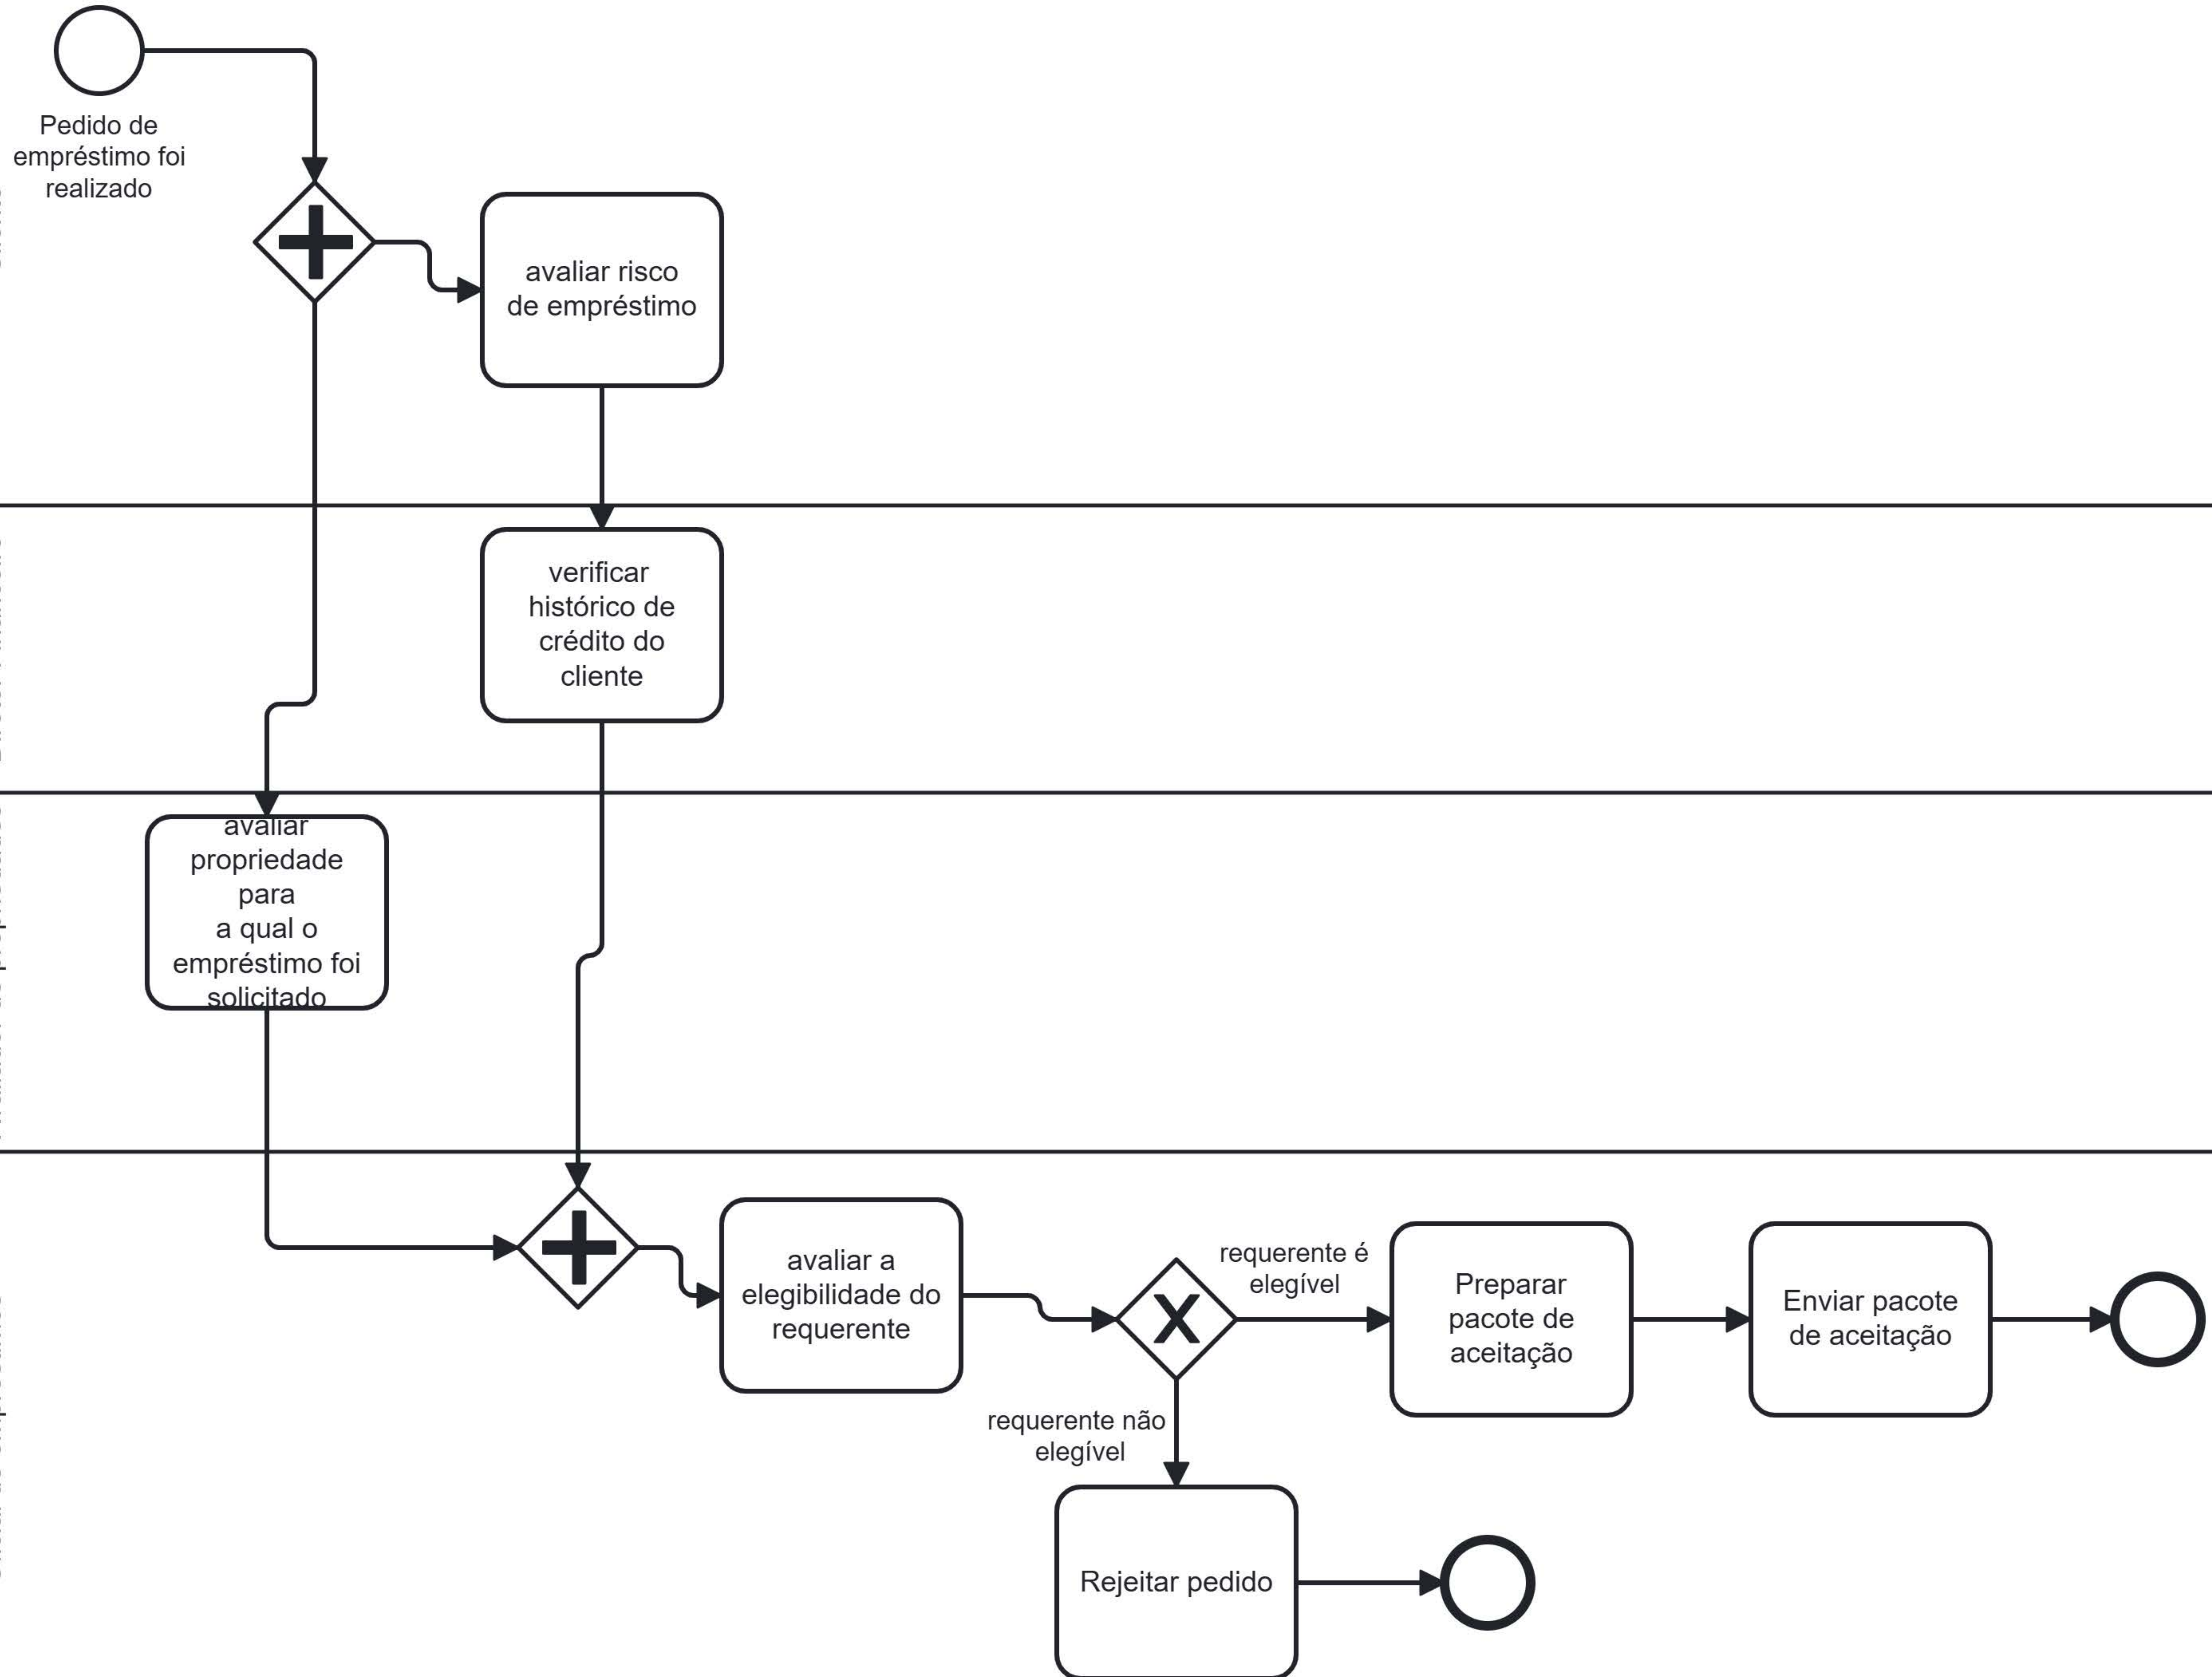 Pedido de
empréstimo foi
realizado
avaliar risco
de empréstimo
verificar
histórico de
crédito do
cliente
avaliar
propriedade
para
a qual o
empréstimo foi
solicitado
avaliar a
elegibilidade do
requerente
requerente é
elegível
Preparar
pacote de
aceitação
Enviar pacote
de aceitação
requerente não
elegível
Rejeitar pedido